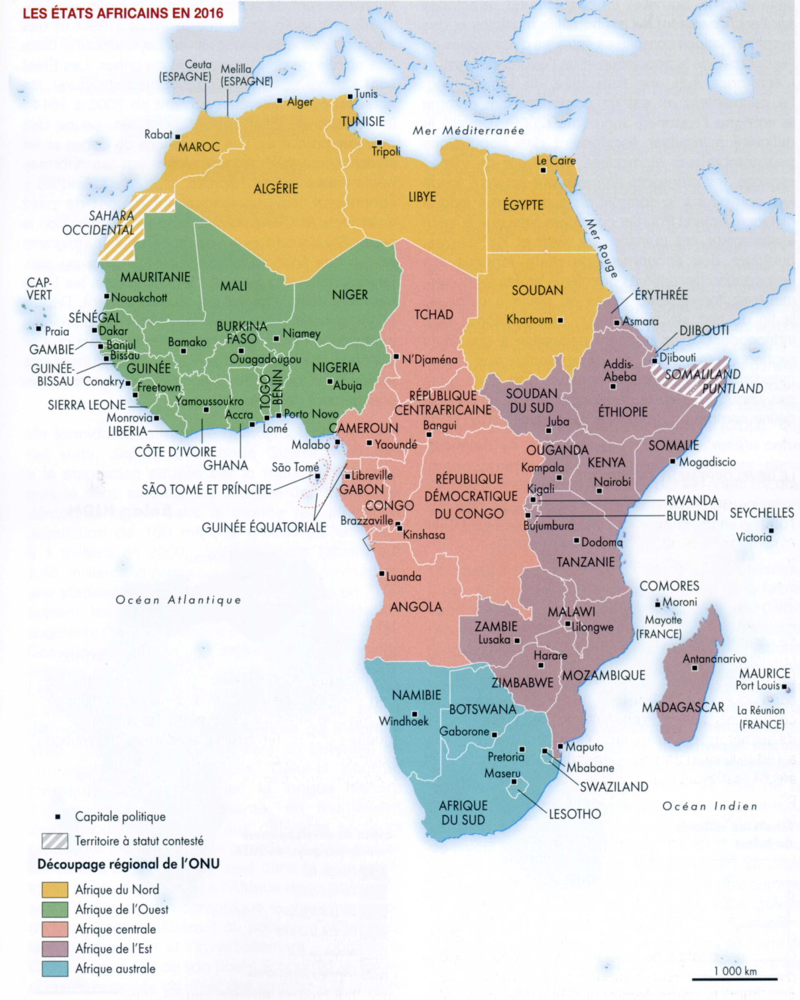 LES ÉTATS AFRICAINS EN 2016
Ceuta
(ESPAGNE)
Melilla
(ESPAGNE)
Alger
Tunis
TUNISIE
Mer Méditerranée
Rabat
MAROC
Tripoli
Le Caire
ALGÉRIE
LIBYE
ÉGYPTE
SAHARA
OCCIDENTAL
Mer Rouge
CAP-
VERT
MAURITANIE
MALI
NIGER
SOUDAN
ÉRYTHRÉE
Nouakchott
TCHAD
Khartoum
Asmara
SÉNÉGAL
Praia
Dakar
BURKINA
FASO
Niamey
DJIBOUTI
GAMBIE
Banjul
Bissau
Bamako
Ouagadougou
N'Djaména
Djibouti
GUINÉE-
BISSAU
GUINÉE
NIGERIA
Addis-
Abeba
SOMALILAND
PUNTLAND
Conakry
Freetown
TOGO
BÉNIN
Abuja
SOUDAN
DU SUD
ÉTHIOPIE
SIERRA LEONE
Yamoussoukro
RÉPUBLIQUE
CENTRAFRICAINE
Monrovia
Accra
Porto Novo
Bangui
Juba
LIBERIA
Lomé
CAMEROUN
CÔTE D'IVOIRE
Malabo
Yaoundé
OUGANDA
SOMALIE
GHANA
KENYA
Mogadiscio
São Tomé
Libreville
Kampala
Nairobi
SÃO TOMÉ ET PRÍNCIPE
GABON
RÉPUBLIQUE
DÉMOCRATIQUE
DU CONGO
Kigali
RWANDA
CONGO
BURUNDI
SEYCHELLES
GUINÉE ÉQUATORIALE
Brazzaville
Kinshasa
Bujumbura
Victoria
Dodoma
TANZANIE
Luanda
COMORES
Océan Atlantique
ANGOLA
Moroni
MALAWI
Mayotte
(FRANCE)
ZAMBIE
Lusaka
Lilongwe
Harare
Antananarivo
MOZAMBIQUE
MAURICE
Port Louis
ZIMBABWE
NAMIBIE
BOTSWANA
MADAGASCAR
La Réunion
(FRANCE)
Windhoek
Gaborone
Maputo
Pretoria
Mbabane
Maseru
SWAZILAND
AFRIQUE
DU SUD
LESOTHO
Océan Indien
Capitale politique
Territoire à statut contesté
Découpage régional de l'ONU
Afrique du Nord
Afrique de l'Ouest
Afrique centrale
Afrique de l'Est
Afrique australe
1 000 km